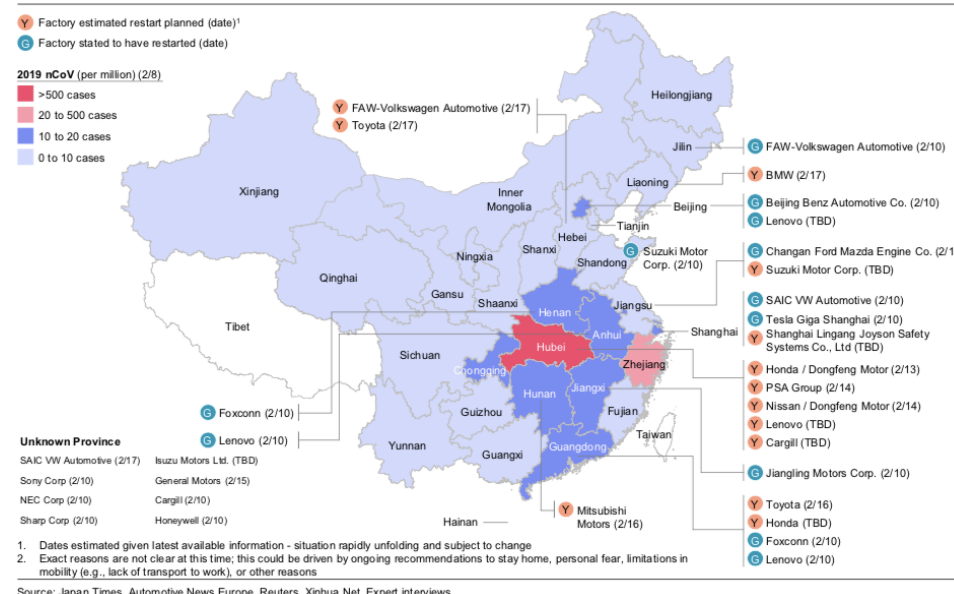 Y Factory estimated restart planned (date)1
G Factory stated to have restarted (date)
2019 nCoV (per million) (2/8)
>500 cases
20 to 500 cases
10 to 20 cases
0 to 10 cases
Y FAW-Volkswagen Automotive (2/17)
Y Toyota (2/17)
Heilongjiang
Jilin
G FAW-Volkswagen Automotive (2/10)
Liaoning
Y BMW (2/17)
Xinjiang
Inner
Mongolia
Beijing
G Beijing Benz Automotive Co. (2/10)
G Lenovo (TBD)
Tianjin
Hebei
Shanxi
Ningxia
Shandong
G Suzuki Motor
Corp. (2/10)
G Changan Ford Mazda Engine Co. (2/1
Y Suzuki Motor Corp. (TBD)
Qinghai
Gansu
Shaanxi
Henan
Jiangsu
G SAIC VW Automotive (2/10)
G Tesla Giga Shanghai (2/10)
Y Shanghai Lingang Joyson Safety
Systems Co., Ltd (TBD)
Shanghai
Tibet
Anhui
Hubei
Sichuan
Zhejiang
Chongqing
Y Honda / Dongfeng Motor (2/13)
Y PSA Group (2/14)
Y Nissan / Dongfeng Motor (2/14)
Y Lenovo (TBD)
Y Cargill (TBD)
Hunan
Jiangxi
G Foxconn (2/10)
Guizhou
Fujian
Taiwan
G Lenovo (2/10)
Yunnan
Guangxi
Guangdong
G Jiangling Motors Corp. (2/10)
Unknown Province
SAIC VW Automotive (2/17) Isuzu Motors Ltd. (TBD)
Sony Corp (2/10) General Motors (2/15)
NEC Corp (2/10) Cargill (2/10)
Sharp Corp (2/10) Honeywell (2/10)
Y Toyota (2/16)
Y Honda (TBD)
G Foxconn (2/10)
G Lenovo (2/10)
Y Mitsubishi
Motors (2/16)
Hainan
1. Dates estimated given latest available information - situation rapidly unfolding and subject to change
2. Exact reasons are not clear at this time; this could be driven by ongoing recommendations to stay home, personal fear, limitations in
mobility (e.g., lack of transport to work), or other reasons
Source: Japan Times, Automotive News Europe, Reuters, Xinhua Net, Expert interviews